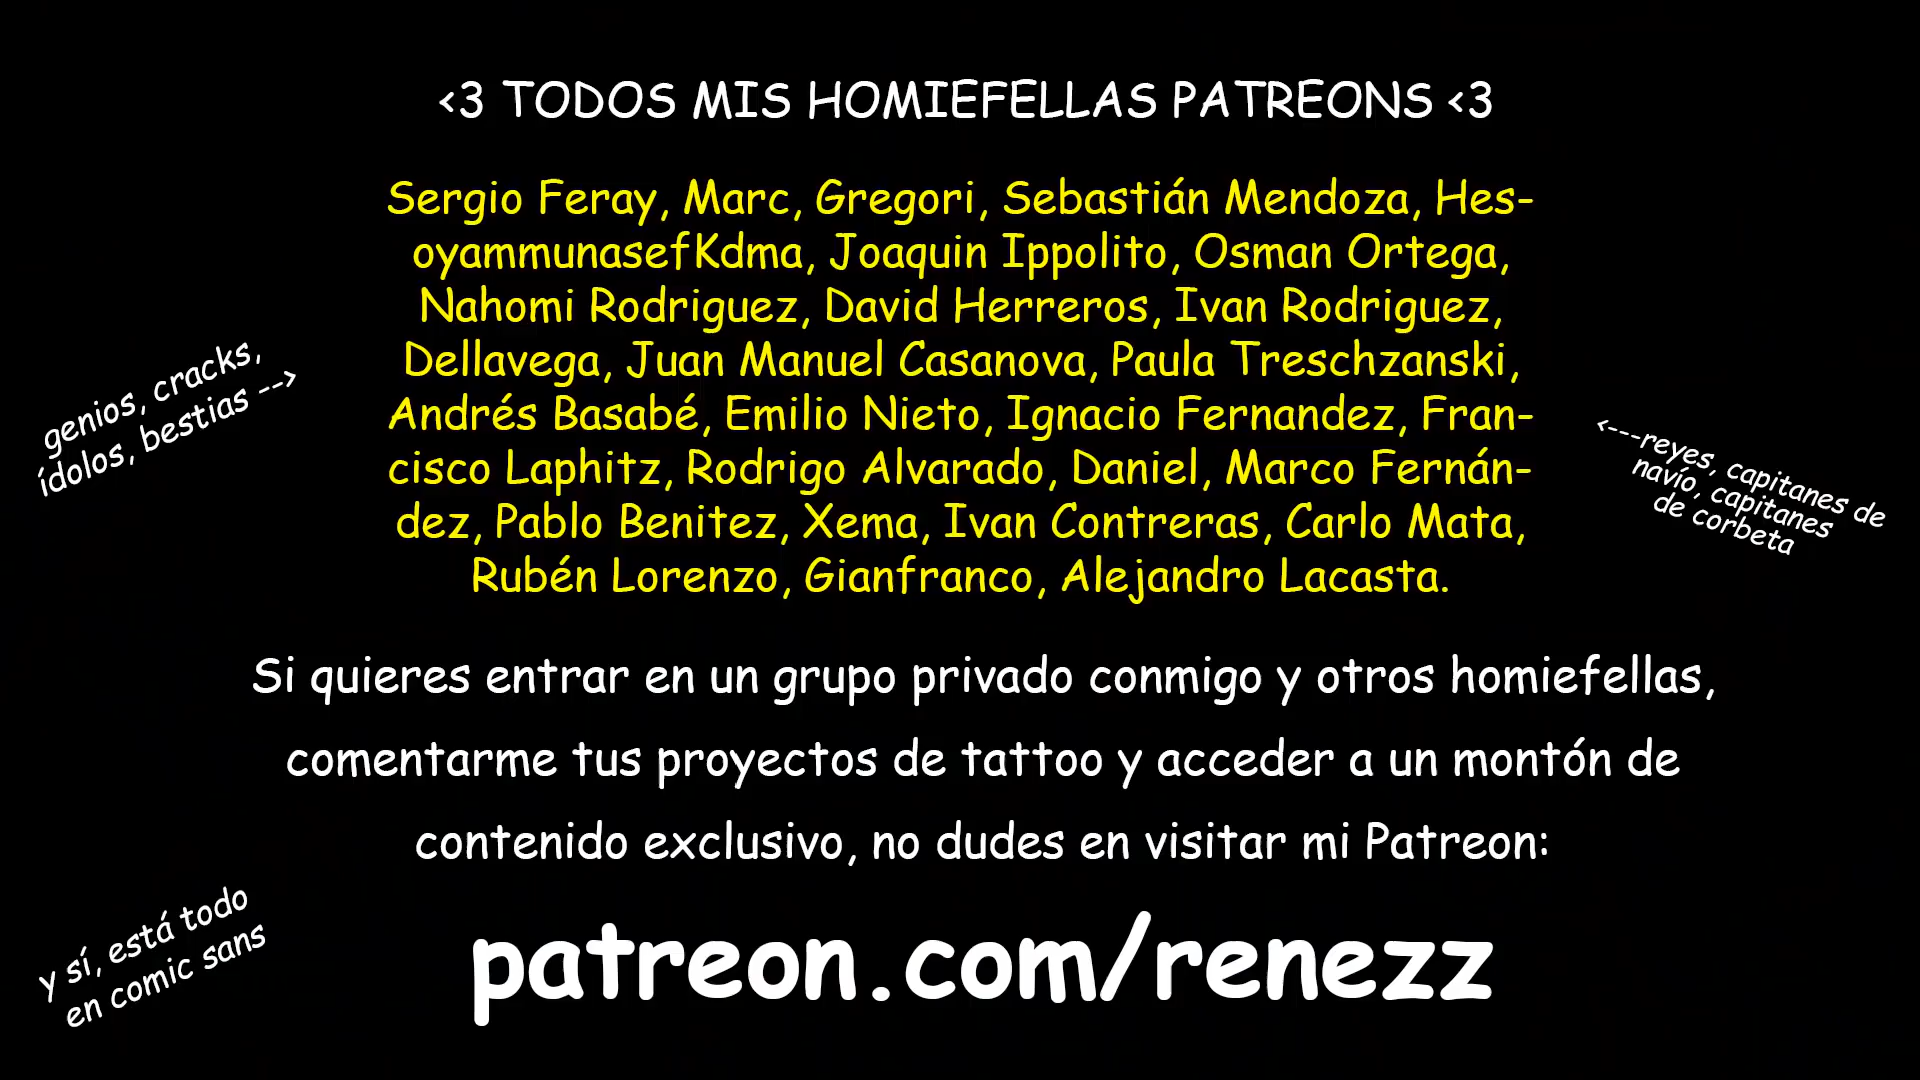 <3 TODOS MIS HOMIEFELLAS PATREONS <3
Sergio Feray, Marc, Gregori, Sebastián Mendoza, Hes-
oyammunasefKdma, Joaquin Ippolito, Osman Ortega,
Nahomi Rodriguez, David Herreros, Ivan Rodriguez,
Dellavega, Juan Manuel Casanova, Paula Treschzanski,
Andrés Basabé, Emilio Nieto, Ignacio Fernandez, Fran-
cisco Laphitz, Rodrigo Alvarado, Daniel, Marco Fernán-
dez, Pablo Benitez, Xema, Ivan Contreras, Carlo Mata,
Rubén Lorenzo, Gianfranco, Alejandro Lacasta.
genios, cracks,
ídolos, bestias -->
<---reyes, capitanes de
navío, capitanes
de corbeta
Si quieres entrar en un grupo privado conmigo y otros homiefellas,
comentarme tus proyectos de tattoo y acceder a un montón de
contenido exclusivo, no dudes en visitar mi Patreon:
patreon.com/renezz
y sí, está todo
en comic sans